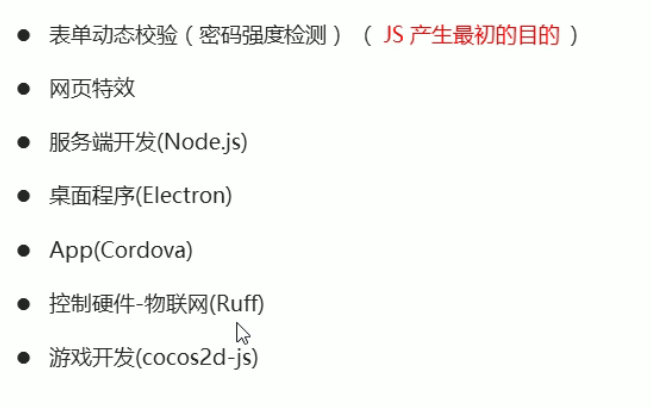 ● 表单动态校验（密码强度检测）（ JS 产生最初的目的 ）
● 网页特效
● 服务端开发(Node.js)
● 桌面程序(Electron)
● App(Cordova)
● 控制硬件-物联网(Ruff)
● 游戏开发(cocos2d-js)